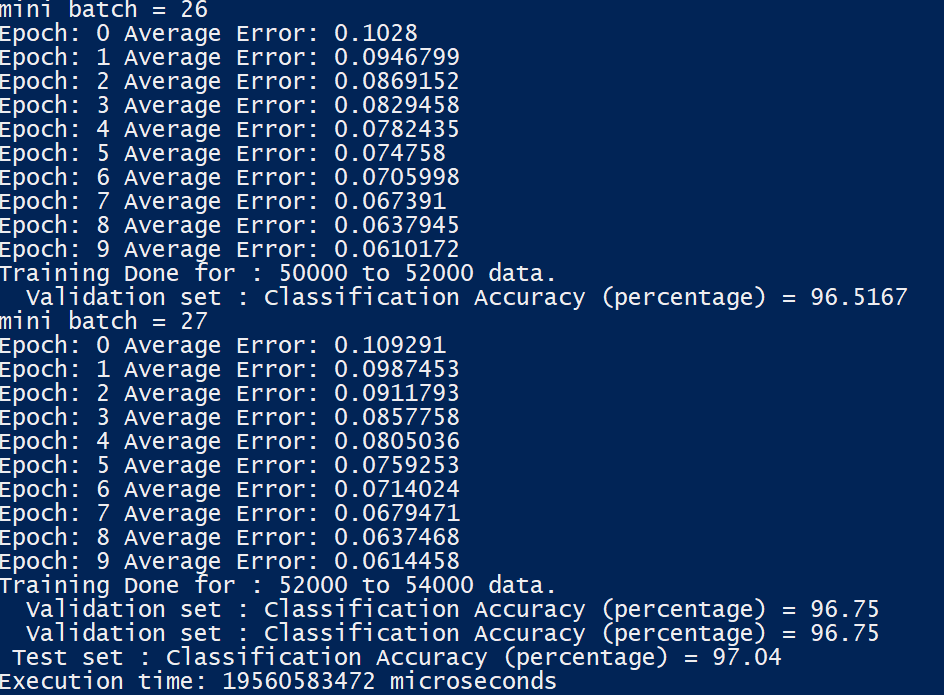 mini batch = 26
Epoch: 0 Average Error: 0.1028
Epoch: 1 Average Error: 0.0946799
Epoch: 2 Average Error: 0.0869152
Epoch: 3 Average Error: 0.0829458
Epoch: 4 Average Error: 0.0782435
Epoch: 5 Average Error: 0.074758
Epoch: 6 Average Error: 0.0705998
Epoch: 7 Average Error: 0.067391
Epoch: 8 Average Error: 0.0637945
Epoch: 9 Average Error: 0.0610172
Training Done for : 50000 to 52000 data.
Validation set : Classification Accuracy (percentage) = 96.5167
mini batch = 27
Epoch: 0 Average Error: 0.109291
Epoch: 1 Average Error: 0.0987453
Epoch: 2 Average Error: 0.0911793
Epoch: 3 Average Error: 0.0857758
Epoch: 4 Average Error: 0.0805036
Epoch: 5 Average Error: 0.0759253
Epoch: 6 Average Error: 0.0714024
Epoch: 7 Average Error: 0.0679471
Epoch: 8 Average Error: 0.0637468
Epoch: 9 Average Error: 0.0614458
Training Done for : 52000 to 54000 data.
Validation set : Classification Accuracy (percentage) = 96.75
Validation set : Classification Accuracy (percentage) = 96.75
Test set : Classification Accuracy (percentage) = 97.04
Execution time: 19560583472 microseconds